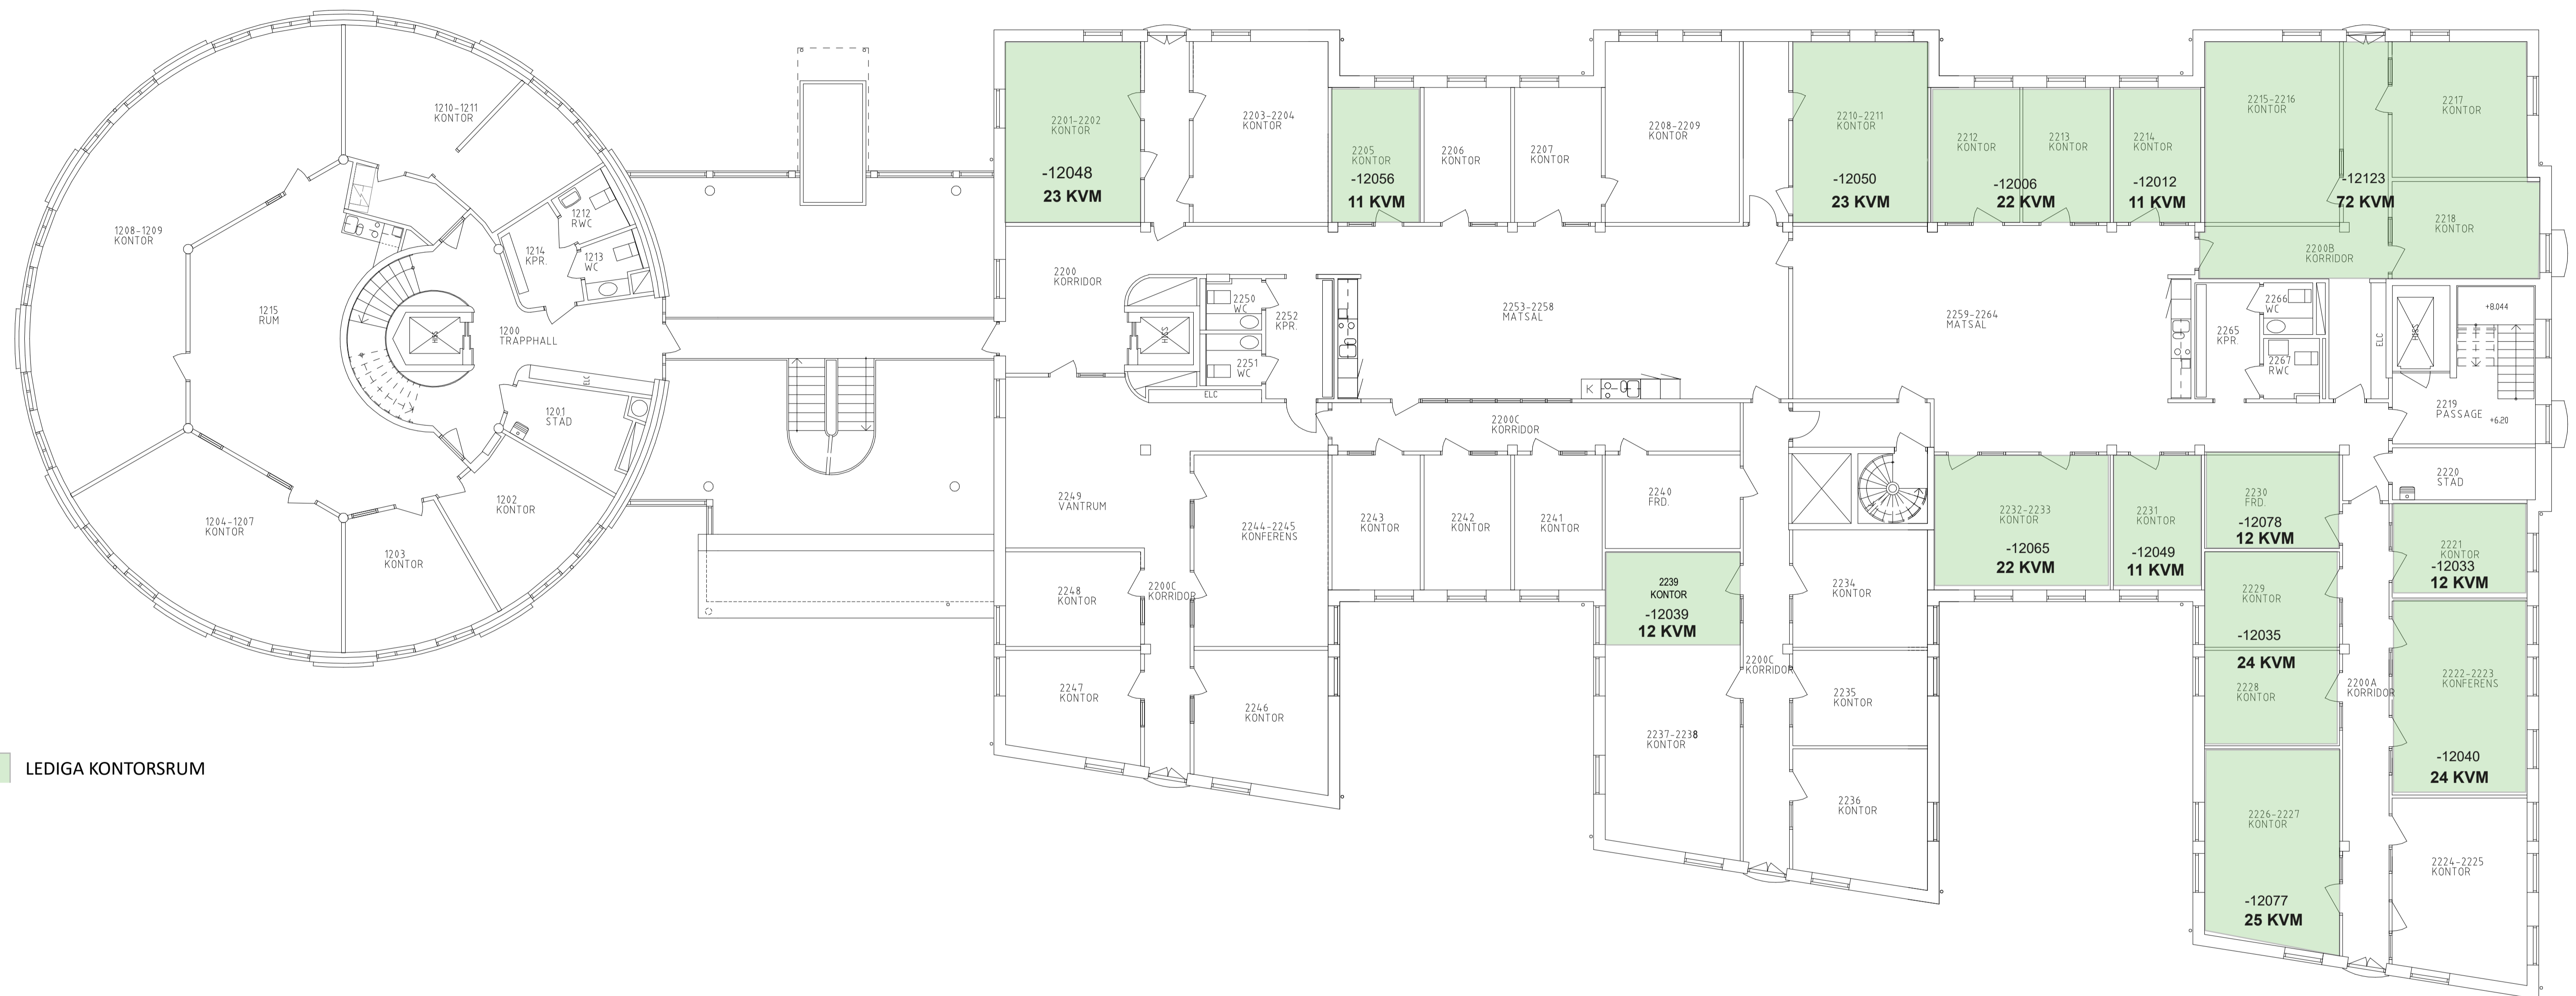 1210-1211
KONTOR
1208-1209
KONTOR
1212
RWC
1214
KPR.
1213
WC
1215
RUM
HISS
1200
TRAPPHALL
ELC
1201
STAD
1202
KONTOR
1204-1207
KONTOR
1203
KONTOR
2201-2202
KONTOR
-12048
23 KVM
2203-2204
KONTOR
2205
KONTOR
-12056
11 KVM
2206
KONTOR
2207
KONTOR
2208-2209
KONTOR
2210-2211
KONTOR
-12050
23 KVM
2212
KONTOR
2213
KONTOR
-12006
22 KVM
2214
KONTOR
-12012
11 KVM
2215-2216
KONTOR
2217
KONTOR
-12123
72 KVM
2218
KONTOR
2200B
KORRIDOR
2200
KORRIDOR
HISS
2250
WC
2252
KPR.
2251
WC
ELC
2253-2258
MATSAL
K
2259-2264
MATSAL
2266
WC
2265
KPR.
2267
RWC
ELC
HISS
+8.044
2219
PASSAGE
+6.20
2220
STAD
2200C
KORRIDOR
2249
VÄNTRUM
2244-2245
KONFERENS
2243
KONTOR
2242
KONTOR
2241
KONTOR
2240
FRD.
2239
KONTOR
-12039
12 KVM
2248
KONTOR
2200C
KORRIDOR
2247
KONTOR
2246
KONTOR
2237-2238
KONTOR
2200C
KORRIDOR
2234
KONTOR
2235
KONTOR
2236
KONTOR
2232-2233
KONTOR
-12065
22 KVM
2231
KONTOR
-12049
11 KVM
2230
FRD.
-12078
12 KVM
2221
KONTOR
-12033
12 KVM
2229
KONTOR
-12035
24 KVM
2228
KONTOR
2200A
KORRIDOR
2222-2223
KONFERENS
-12040
24 KVM
2226-2227
KONTOR
-12077
25 KVM
2224-2225
KONTOR
LEDIGA KONTORSRUM